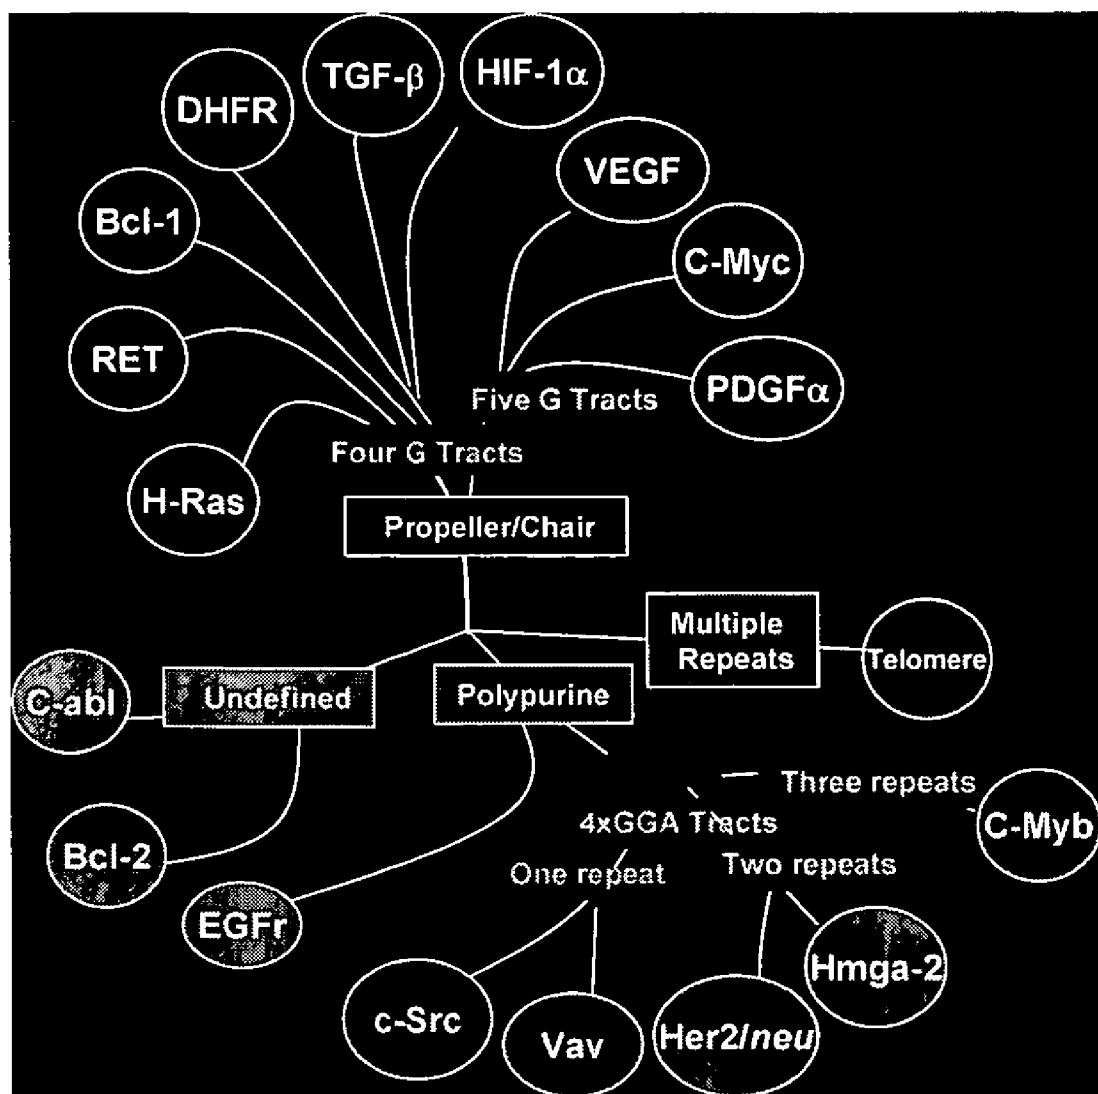 TGF-β
HIF-1α
DHFR
VEGF
Bcl-1
C-Myc
RET
PDGFα
Five G Tracts
Four G Tracts
H-Ras
Propeller/Chair
Multiple
Repeats
Telomere
C-abl
Undefined
Polypurine
Three repeats
4xGGA Tracts
C-Myb
Bcl-2
One repeat
Two repeats
EGFr
Hmga-2
c-Src
Vav
Her2/neu